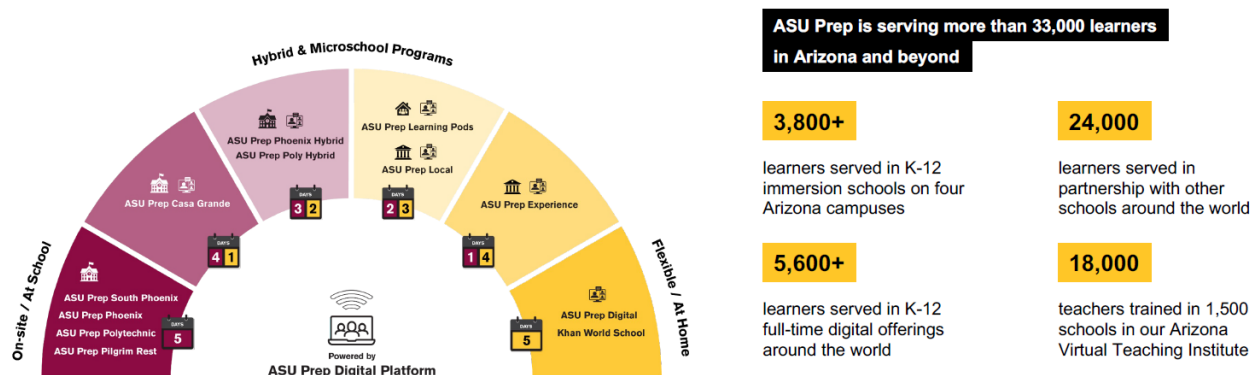 Hybrid & Microschool Programs
On-site / At School
Flexible / At Home
ASU Prep South Phoenix
ASU Prep Phoenix
ASU Prep Polytechnic
ASU Prep Pilgrim Rest
DAYS
5
ASU Prep Casa Grande
DAYS
4 1
ASU Prep Phoenix Hybrid
ASU Prep Poly Hybrid
DAYS
3 2
ASU Prep Learning Pods
ASU Prep Local
DAYS
2 3
ASU Prep Experience
DAYS
1 4
ASU Prep Digital
Khan World School
DAYS
5
Powered by
ASU Prep Digital Platform
ASU Prep is serving more than 33,000 learners
in Arizona and beyond
3,800+
learners served in K-12
immersion schools on four
Arizona campuses
24,000
learners served in
partnership with other
schools around the world
5,600+
learners served in K-12
full-time digital offerings
around the world
18,000
teachers trained in 1,500
schools in our Arizona
Virtual Teaching Institute